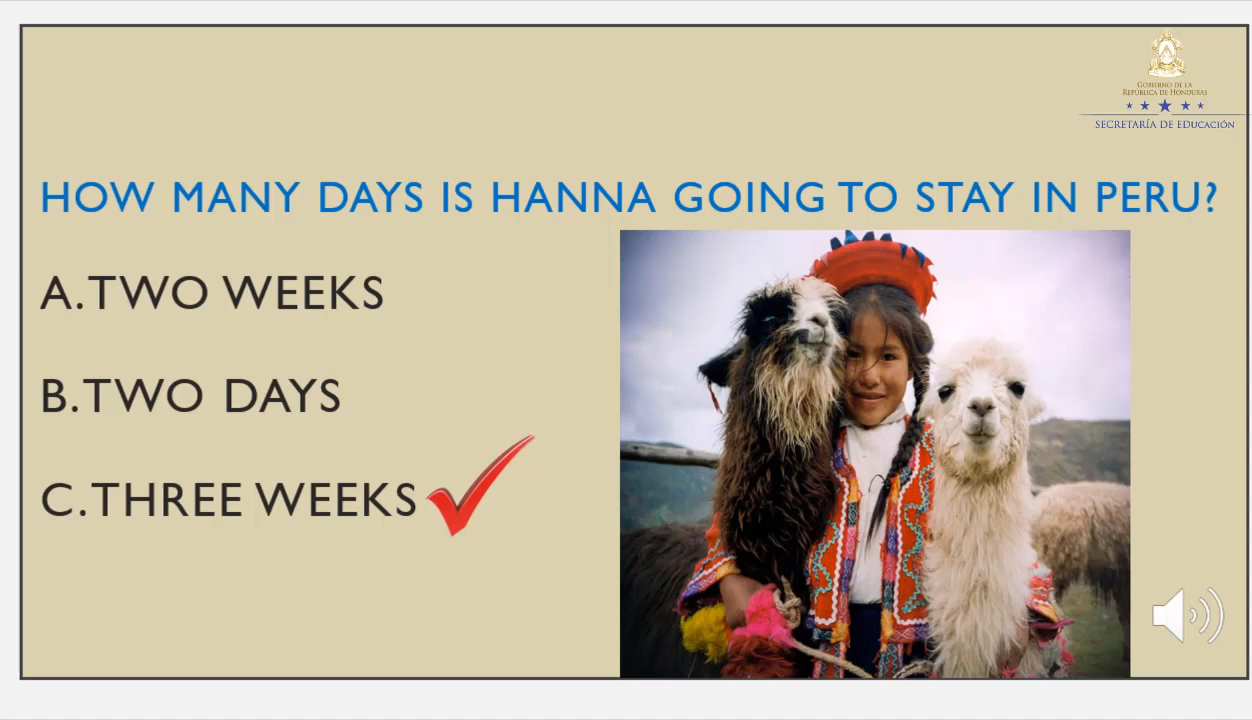 GOBIERNO DE LA
REPÚBLICA DE HONDURAS
SECRETARÍA DE EDUCACIÓN
HOW MANY DAYS IS HANNA GOING TO STAY IN PERU?
A.TWO WEEKS
B.TWO DAYS
C.THREE WEEKS